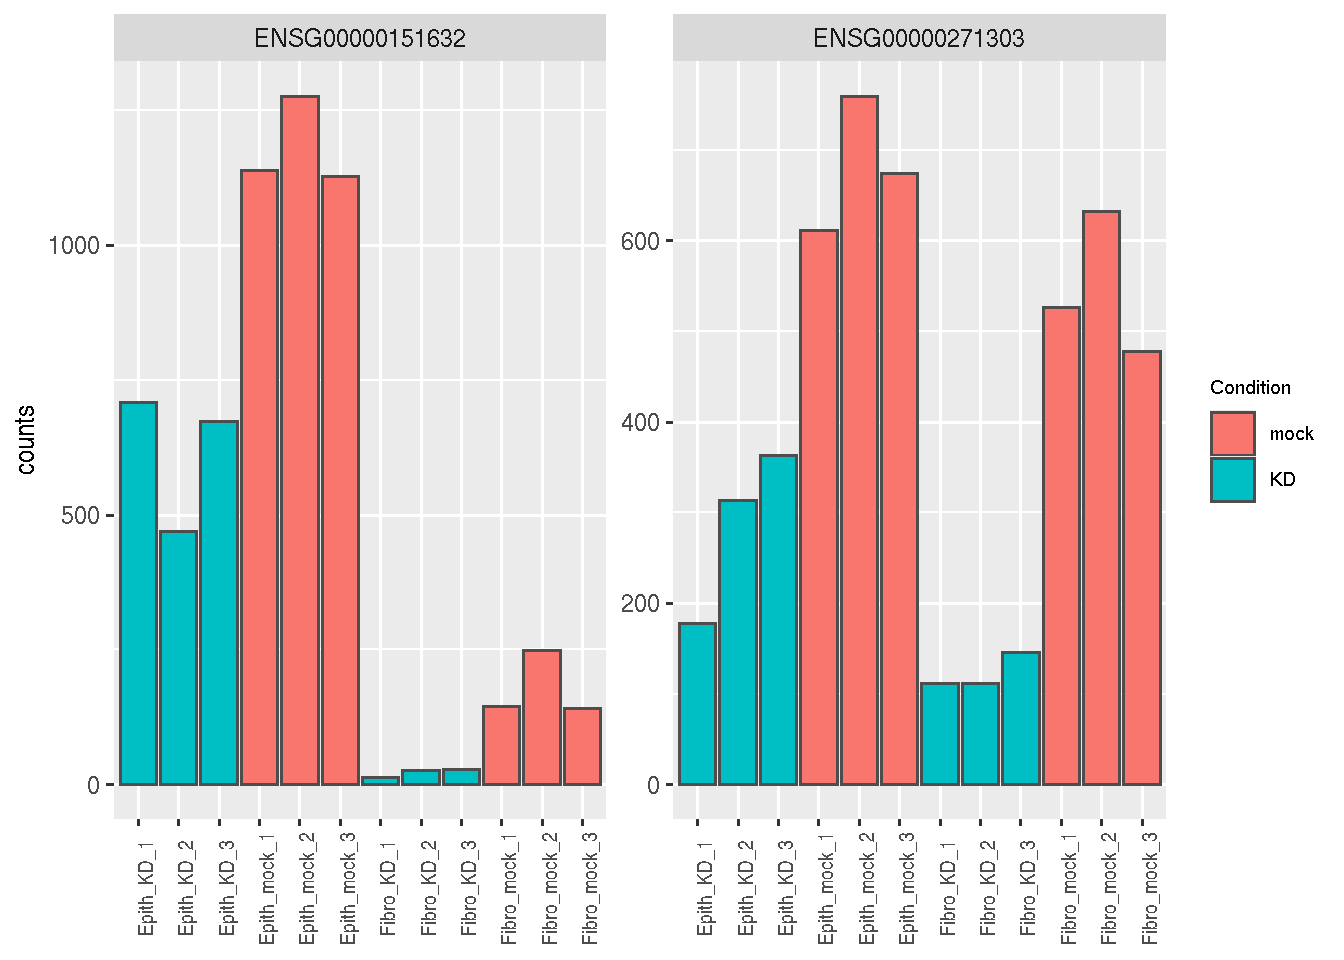 ENSG00000151632
ENSG00000271303
counts
1000
500
0
600
400
200
0
Epith_KD_1
Epith_KD_2
Epith_KD_3
Epith_mock_1
Epith_mock_2
Epith_mock_3
Fibro_KD_1
Fibro_KD_2
Fibro_KD_3
Fibro_mock_1
Fibro_mock_2
Fibro_mock_3
Epith_KD_1
Epith_KD_2
Epith_KD_3
Epith_mock_1
Epith_mock_2
Epith_mock_3
Fibro_KD_1
Fibro_KD_2
Fibro_KD_3
Fibro_mock_1
Fibro_mock_2
Fibro_mock_3
Condition
mock
KD